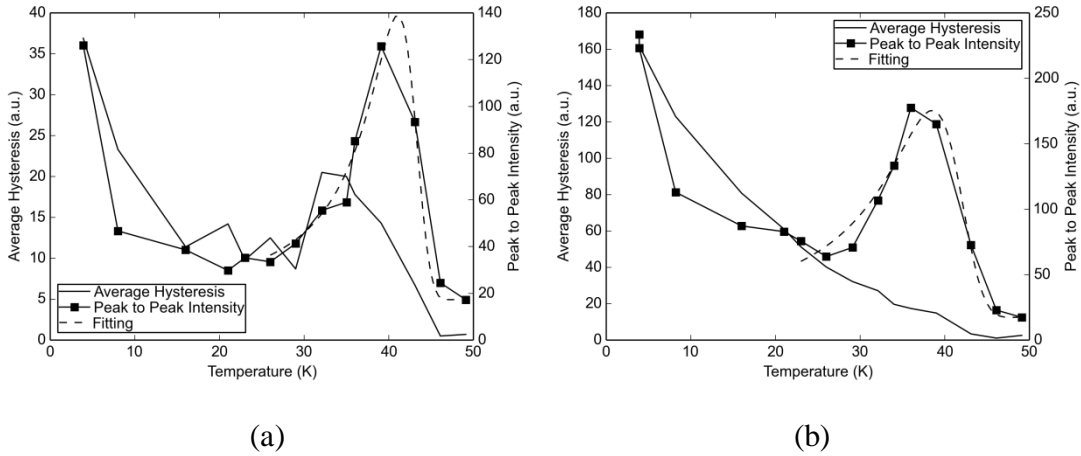 40
35
30
25
20
15
10
5
0
Average Hysteresis (a.u.)
140
120
100
80
60
40
20
0
Peak to Peak Intensity (a.u.)
Average Hysteresis
Peak to Peak Intensity
Fitting
0 10 20 30 40 50
Temperature (K)
(a)
180
160
140
120
100
80
60
40
20
0
Average Hysteresis (a.u.)
250
200
150
100
50
0
Peak to Peak Intensity (a.u.)
Average Hysteresis
Peak to Peak Intensity
Fitting
0 10 20 30 40 50
Temperature (K)
(b)